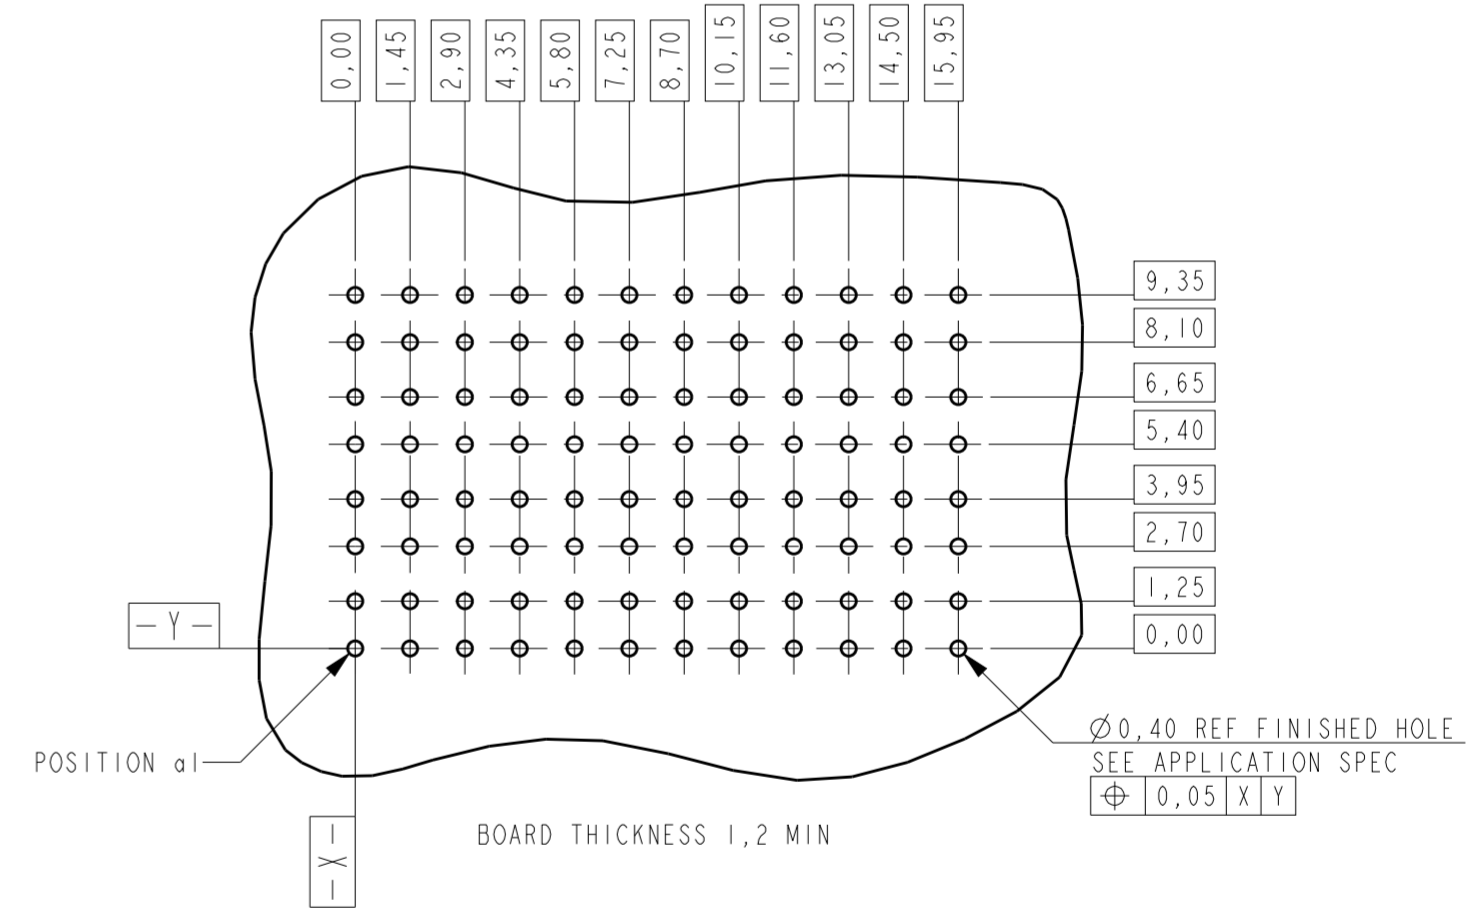 0,00
1,45
2,90
4,35
5,80
7,25
8,70
10,15
11,60
13,05
14,50
15,95
9,35
8,10
6,65
5,40
3,95
2,70
1,25
0,00
-Y-
POSITION a1
Ø0,40 REF FINISHED HOLE
SEE APPLICATION SPEC
⌖ 0,05 X Y
BOARD THICKNESS 1,2 MIN
-X-